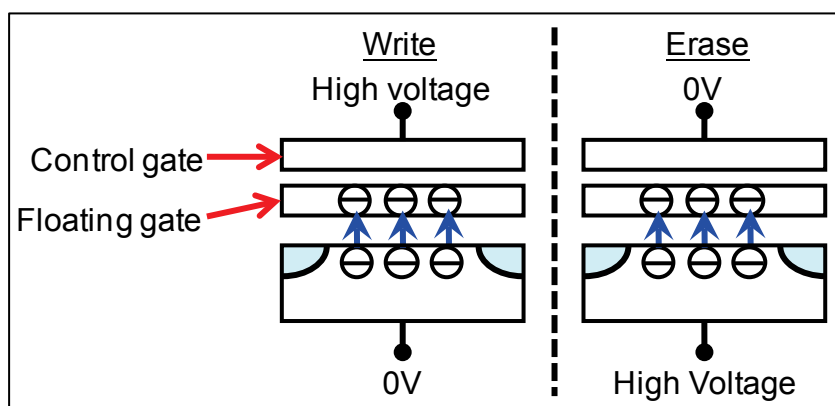 Write
Erase
High voltage
0V
Control gate
Floating gate
0V
High Voltage